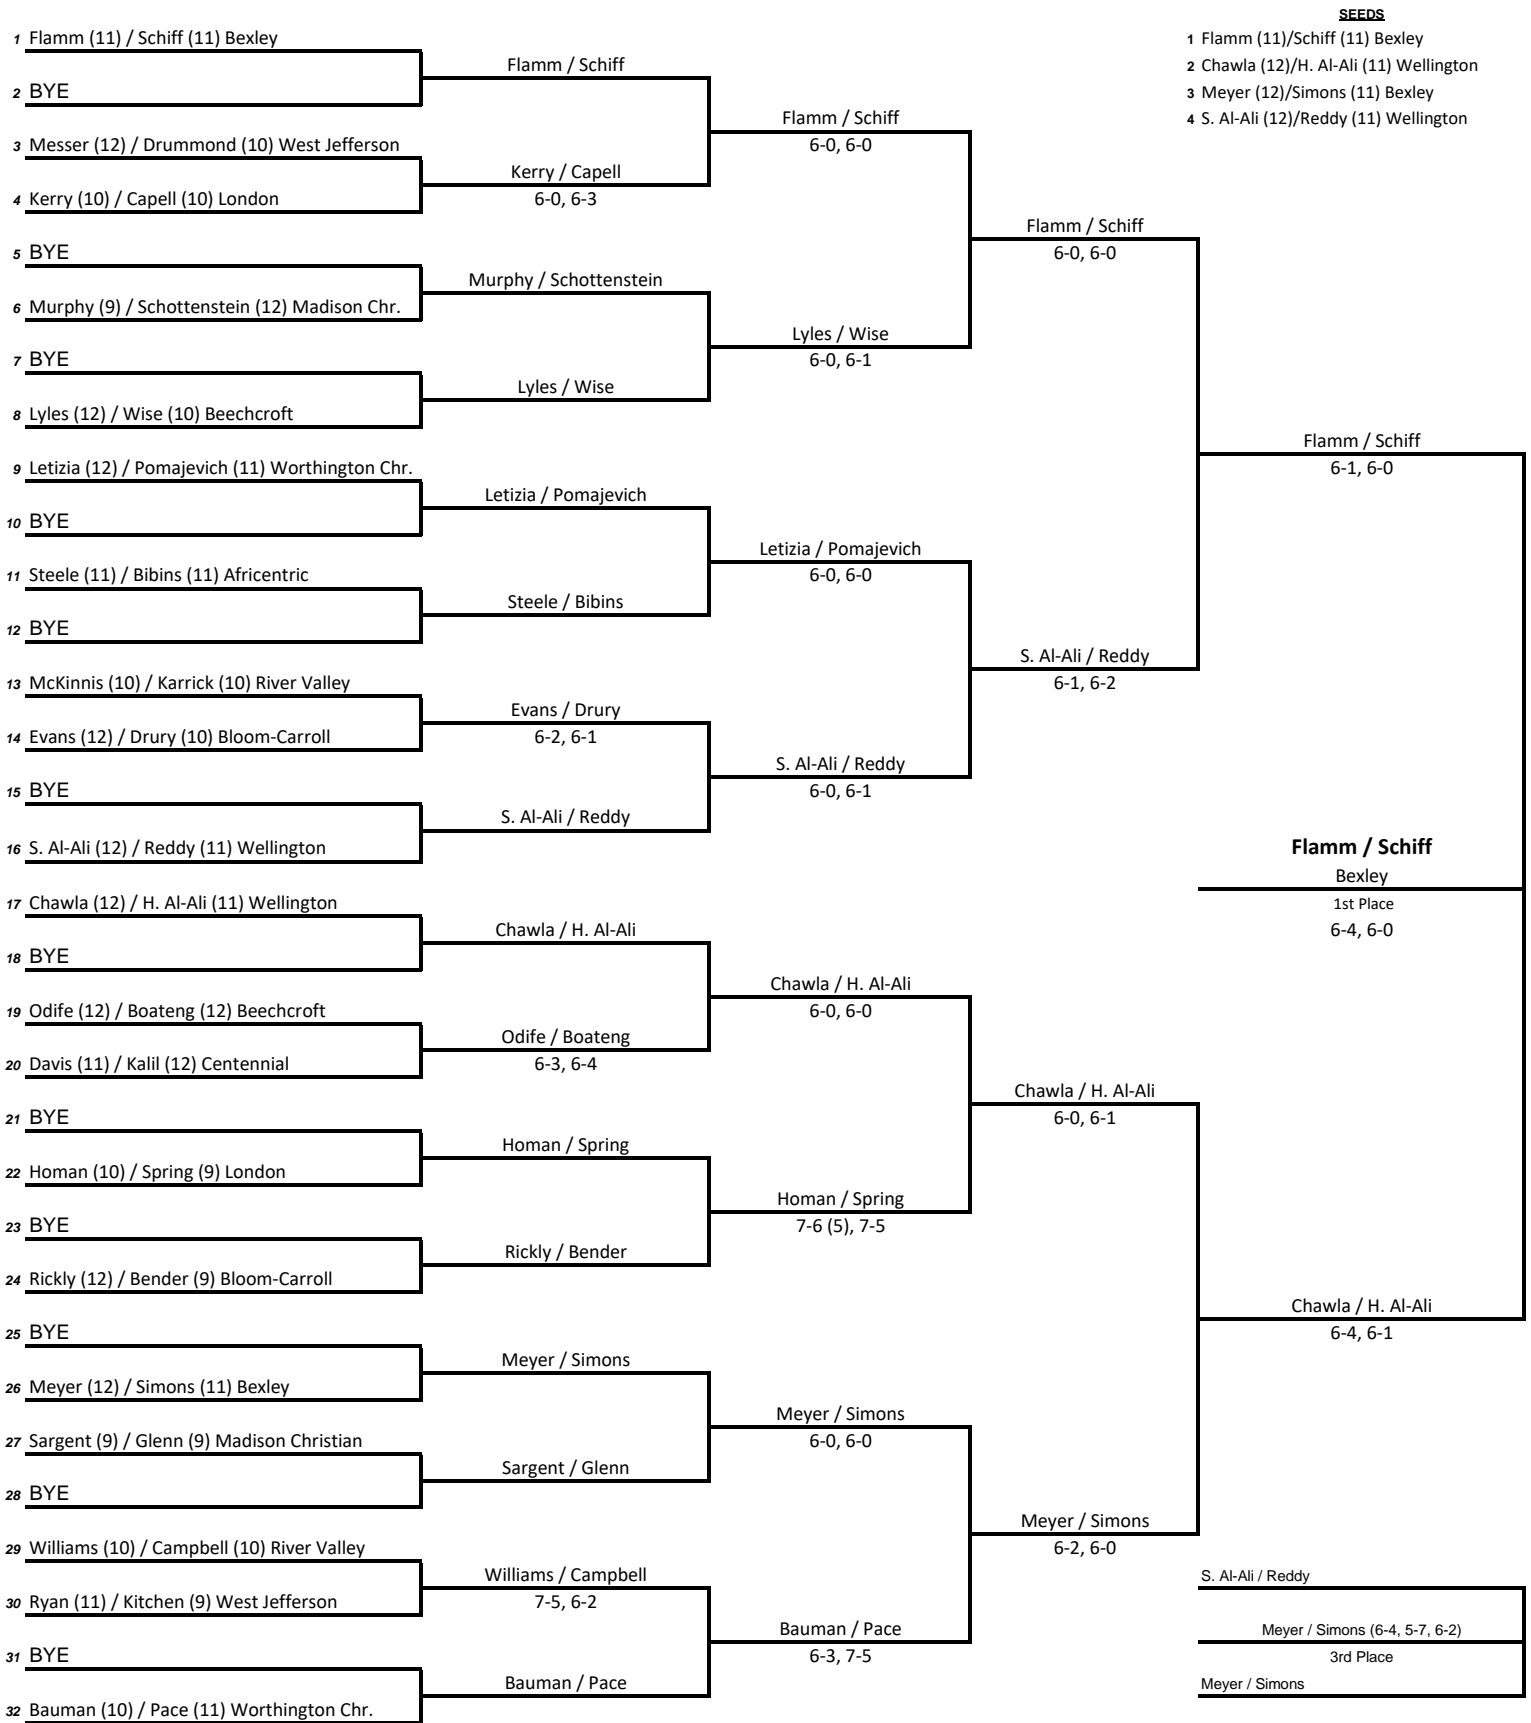 SEEDS
1 Flamm (11)/Schiff (11) Bexley
2 Chawla (12)/H. Al-Ali (11) Wellington
3 Meyer (12)/Simons (11) Bexley
4 S. Al-Ali (12)/Reddy (11) Wellington
1 Flamm (11) / Schiff (11) Bexley
2 BYE
3 Messer (12) / Drummond (10) West Jefferson
4 Kerry (10) / Capell (10) London
5 BYE
6 Murphy (9) / Schottenstein (12) Madison Chr.
7 BYE
8 Lyles (12) / Wise (10) Beechcroft
9 Letizia (12) / Pomajevich (11) Worthington Chr.
10 BYE
11 Steele (11) / Bibins (11) Africentric
12 BYE
13 McKinnis (10) / Karrick (10) River Valley
14 Evans (12) / Drury (10) Bloom-Carroll
15 BYE
16 S. Al-Ali (12) / Reddy (11) Wellington
17 Chawla (12) / H. Al-Ali (11) Wellington
18 BYE
19 Odife (12) / Boateng (12) Beechcroft
20 Davis (11) / Kalil (12) Centennial
21 BYE
22 Homan (10) / Spring (9) London
23 BYE
24 Rickly (12) / Bender (9) Bloom-Carroll
25 BYE
26 Meyer (12) / Simons (11) Bexley
27 Sargent (9) / Glenn (9) Madison Christian
28 BYE
29 Williams (10) / Campbell (10) River Valley
30 Ryan (11) / Kitchen (9) West Jefferson
31 BYE
32 Bauman (10) / Pace (11) Worthington Chr.
Flamm / Schiff
Kerry / Capell
6-0, 6-3
Murphy / Schottenstein
Lyles / Wise
Letizia / Pomajevich
Steele / Bibins
Evans / Drury
6-2, 6-1
S. Al-Ali / Reddy
Chawla / H. Al-Ali
Odife / Boateng
6-3, 6-4
Homan / Spring
Rickly / Bender
Meyer / Simons
Sargent / Glenn
Williams / Campbell
7-5, 6-2
Bauman / Pace
Flamm / Schiff
6-0, 6-0
Lyles / Wise
6-0, 6-1
Letizia / Pomajevich
6-0, 6-0
S. Al-Ali / Reddy
6-0, 6-1
Chawla / H. Al-Ali
6-0, 6-0
Homan / Spring
7-6 (5), 7-5
Meyer / Simons
6-0, 6-0
Bauman / Pace
6-3, 7-5
Flamm / Schiff
6-0, 6-0
S. Al-Ali / Reddy
6-1, 6-2
Chawla / H. Al-Ali
6-0, 6-1
Meyer / Simons
6-2, 6-0
Flamm / Schiff
6-1, 6-0
Flamm / Schiff
Bexley
1st Place
6-4, 6-0
Chawla / H. Al-Ali
6-4, 6-1
S. Al-Ali / Reddy
Meyer / Simons (6-4, 5-7, 6-2)
3rd Place
Meyer / Simons